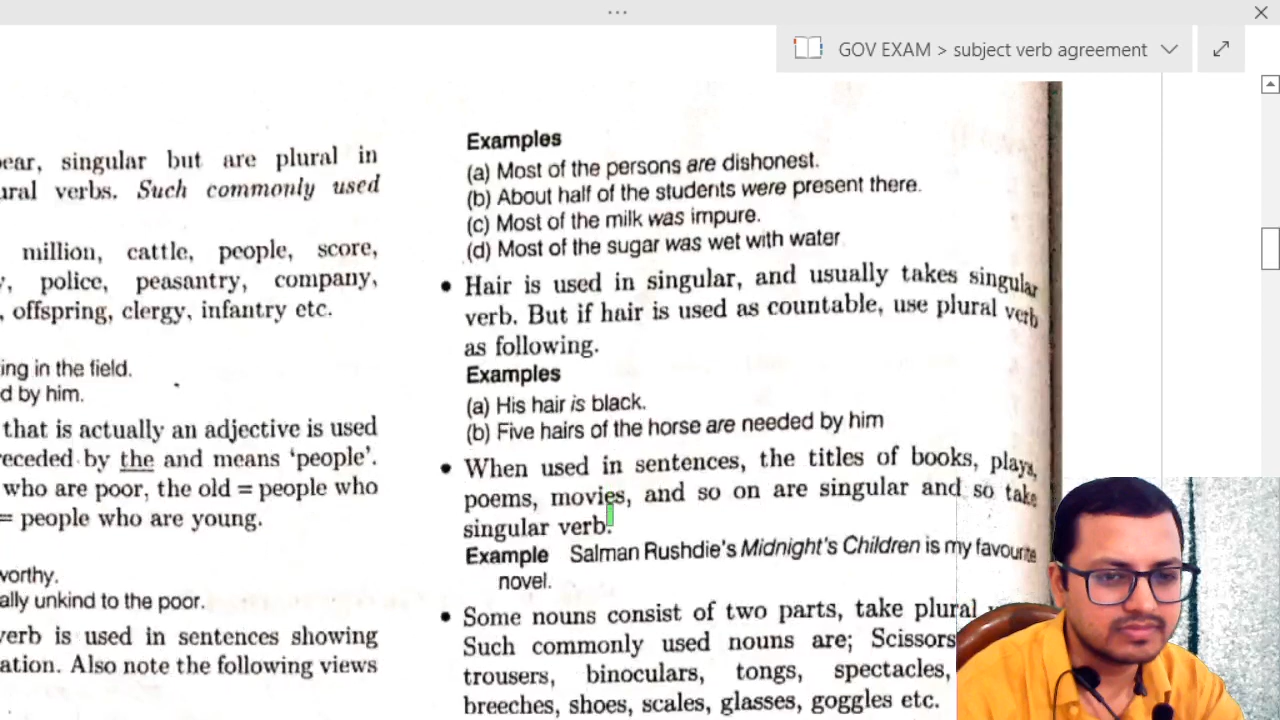 GOV EXAM > subject verb agreement
ear, singular but are plural in
ural verbs. Such commonly used
million, cattle, people, score,
police, peasantry, company,
, offspring, clergy, infantry etc.
ing in the field.
d by him.
that is actually an adjective is used
receded by the and means 'people'.
who are poor, the old = people who
= people who are young.
worthy.
ally unkind to the poor.
verb is used in sentences showing
ation. Also note the following views
Examples
(a) Most of the persons are dishonest.
(b) About half of the students were present there.
(c) Most of the milk was impure.
(d) Most of the sugar was wet with water
• Hair is used in singular, and usually takes singular
verb. But if hair is used as countable, use plural verb
as following.
Examples
(a) His hair is black.
(b) Five hairs of the horse are needed by him
• When used in sentences, the titles of books, plays,
poems, movies, and so on are singular and so take
singular verb.
Example Salman Rushdie's Midnight's Children is my favourite
novel.
• Some nouns consist of two parts, take plural
Such commonly used nouns are; Scissors
trousers, binoculars, tongs, spectacles,
breeches, shoes, scales, glasses, goggles etc.